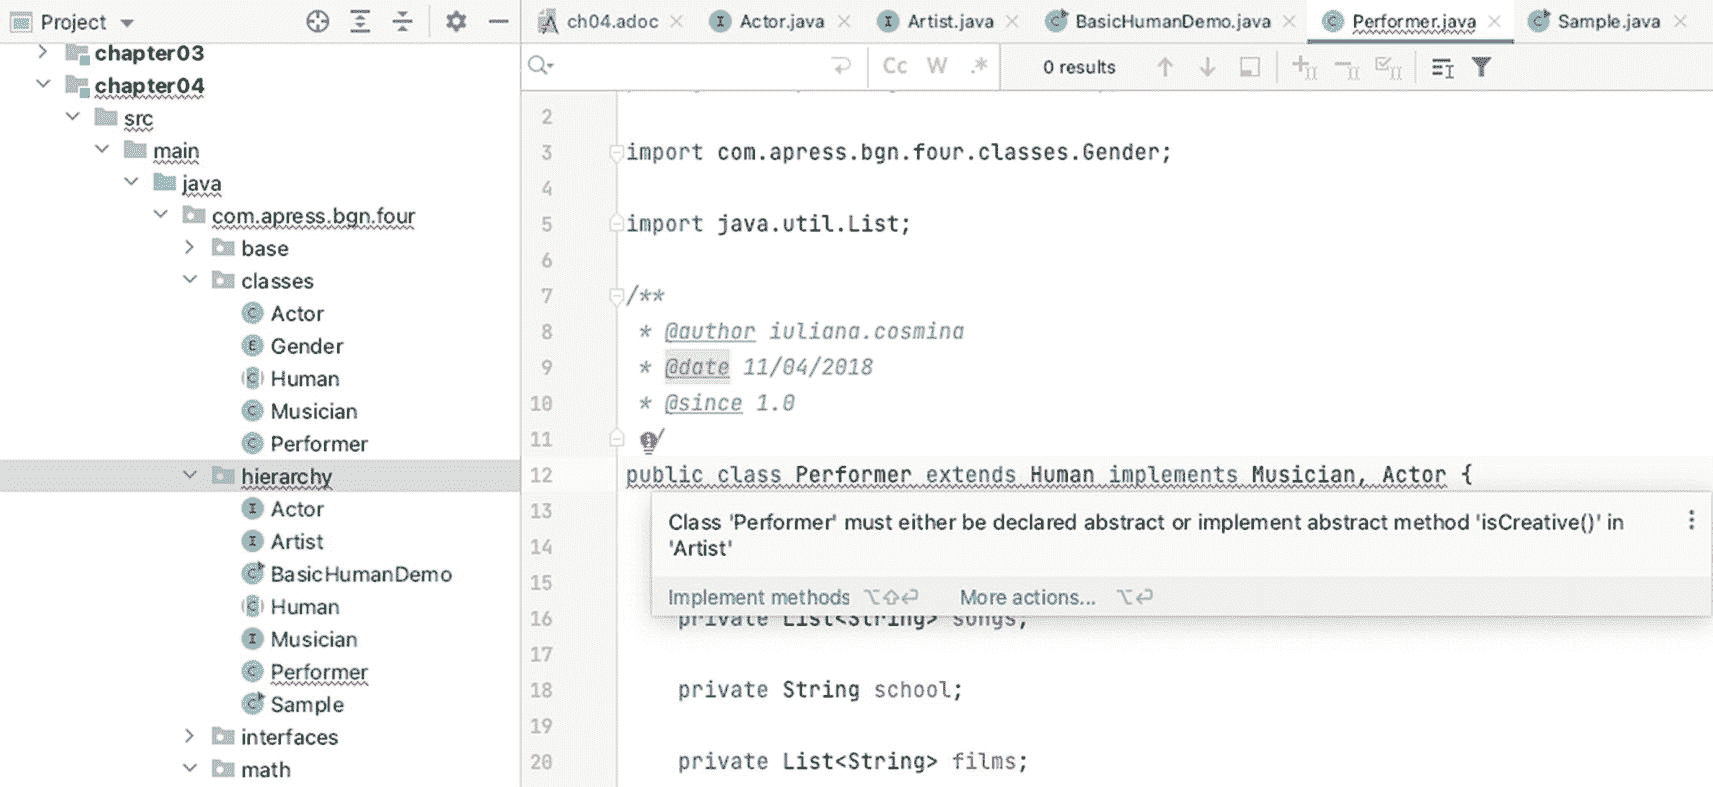 Project
chapter03
chapter04
src
main
java
com.apress.bgn.four
base
classes
Actor
Gender
Human
Musician
Performer
hierarchy
Actor
Artist
BasicHumanDemo
Human
Musician
Performer
Sample
interfaces
math
ch04.adoc Actor.java Artist.java BasicHumanDemo.java Performer.java Sample.java
Cc W .* 0 results
2
3 import com.apress.bgn.four.classes.Gender;
4
5 import java.util.List;
6
7 /**
8 * @author iuliana.cosmina
9 * @date 11/04/2018
10 * @since 1.0
11 /
12 public class Performer extends Human implements Musician, Actor {
13
Class 'Performer' must either be declared abstract or implement abstract method 'isCreative()' in
14
'Artist'
15
Implement methods ⌥⇧⏎ More actions... ⌥⏎
16 private List<String> songs;
17
18 private String school;
19
20 private List<String> films;